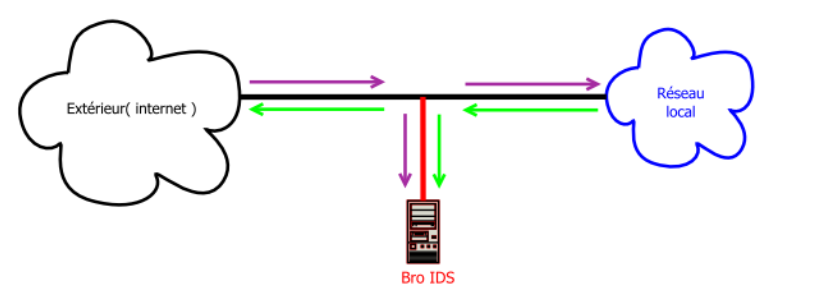 Extérieur( internet )
Réseau
local
Bro IDS